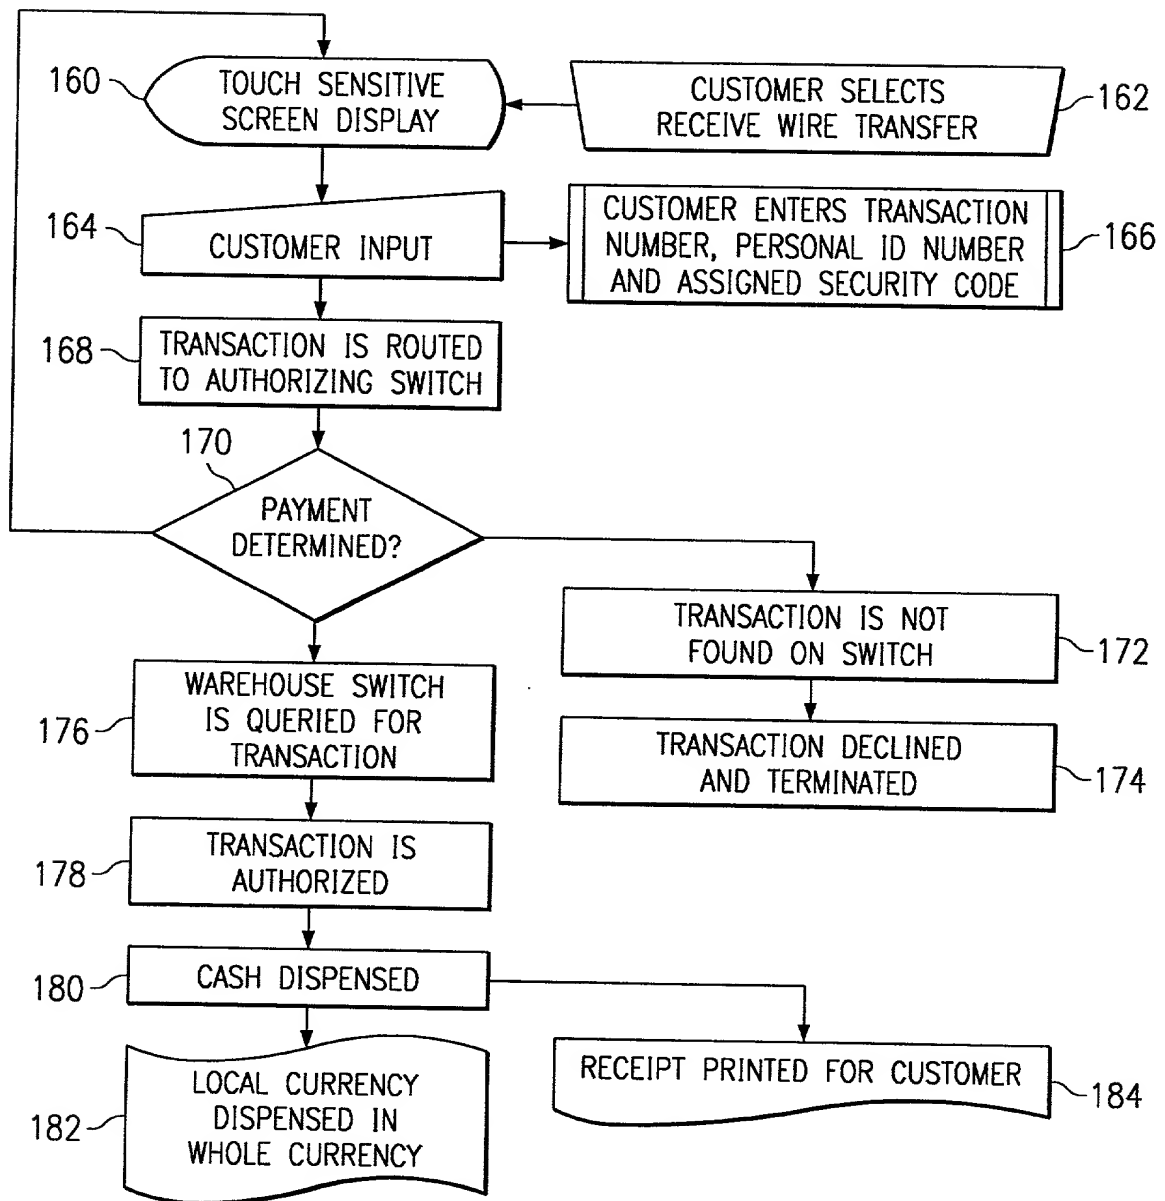 160
TOUCH SENSITIVE
SCREEN DISPLAY
CUSTOMER SELECTS
RECEIVE WIRE TRANSFER
162
164
CUSTOMER INPUT
CUSTOMER ENTERS TRANSACTION
NUMBER, PERSONAL ID NUMBER
AND ASSIGNED SECURITY CODE
166
168
TRANSACTION IS ROUTED
TO AUTHORIZING SWITCH
170
PAYMENT
DETERMINED?
TRANSACTION IS NOT
FOUND ON SWITCH
172
176
WAREHOUSE SWITCH
IS QUERIED FOR
TRANSACTION
TRANSACTION DECLINED
AND TERMINATED
174
178
TRANSACTION IS
AUTHORIZED
180
CASH DISPENSED
182
LOCAL CURRENCY
DISPENSED IN
WHOLE CURRENCY
RECEIPT PRINTED FOR CUSTOMER
184